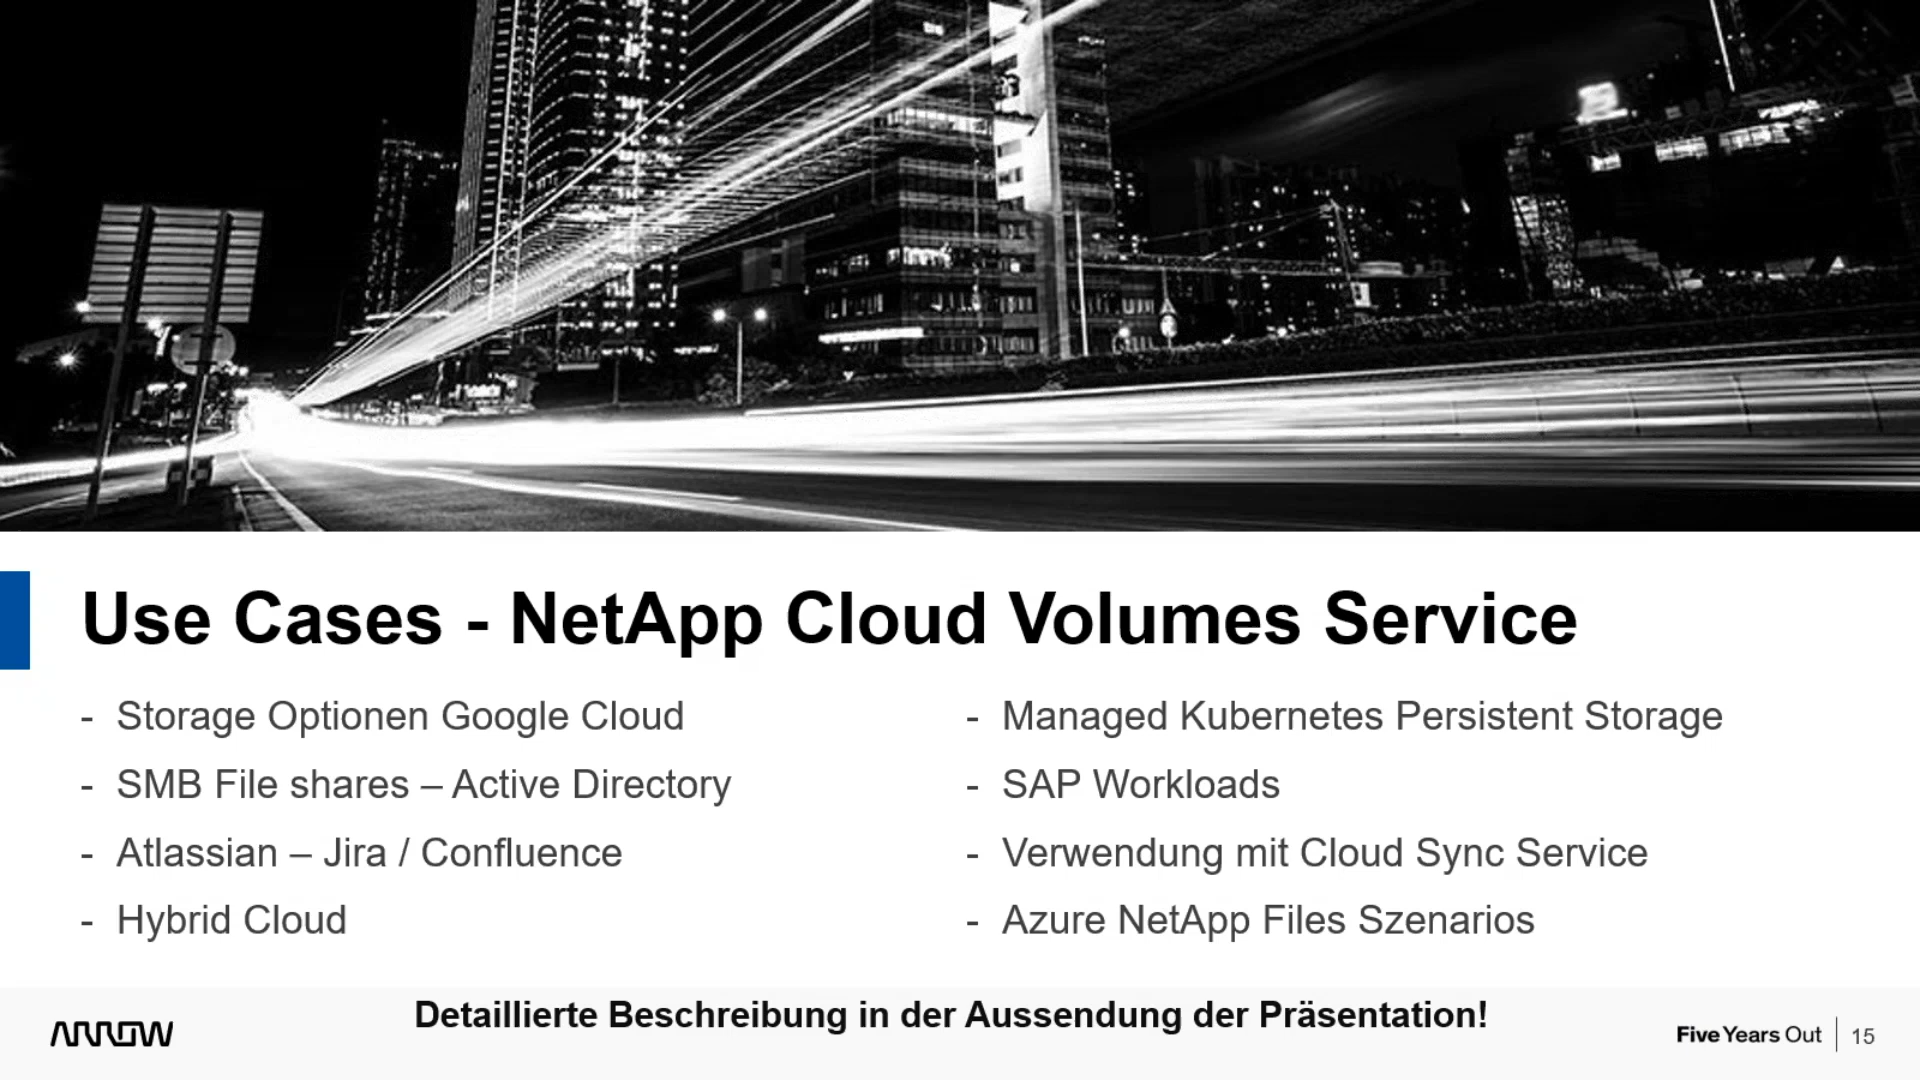 Use Cases - NetApp Cloud Volumes Service
- Storage Optionen Google Cloud
- SMB File shares – Active Directory
- Atlassian – Jira / Confluence
- Hybrid Cloud
- Managed Kubernetes Persistent Storage
- SAP Workloads
- Verwendung mit Cloud Sync Service
- Azure NetApp Files Szenarios
Detaillierte Beschreibung in der Aussendung der Präsentation!
ARROW
Five Years Out
15